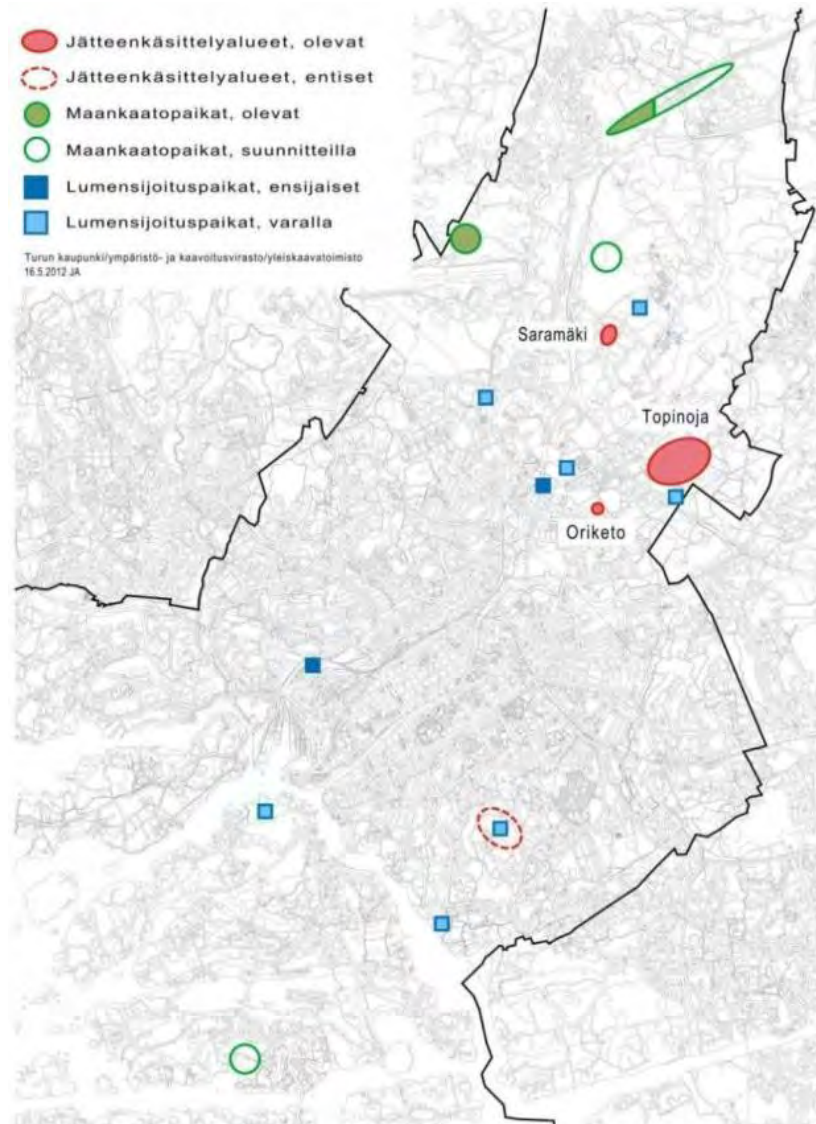 Jätteenkäsittelyalueet, olevat
Jätteenkäsittelyalueet, entiset
Maankaatopaikat, olevat
Maankaatopaikat, suunnitteilla
Lumensijoituspaikat, ensijaiset
Lumensijoituspaikat, varalla
Turun kaupunki/ympäristö- ja kaavoitusvirasto/yleiskaavatoimisto
16.5.2012 JA
Saramäki
Topinoja
Oriketo